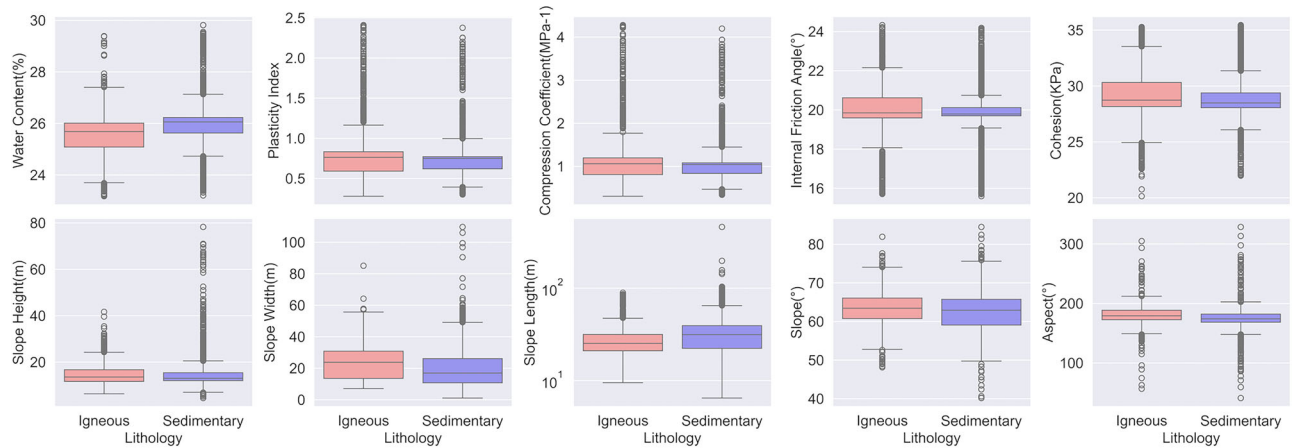 Water Content(%)
30
28
26
24
Plasticity Index
2.5
2.0
1.5
1.0
0.5
Compression Coefficient(MPa-1)
4
3
2
1
Internal Friction Angle(°)
24
22
20
18
16
Cohesion(KPa)
35
30
25
20
Slope Height(m)
80
60
40
20
Igneous Sedimentary
Lithology
Slope Width(m)
100
80
60
40
20
0
Igneous Sedimentary
Lithology
Slope Length(m)
10²
10¹
Igneous Sedimentary
Lithology
Slope(°)
80
70
60
50
40
Igneous Sedimentary
Lithology
Aspect(°)
300
200
100
Igneous Sedimentary
Lithology